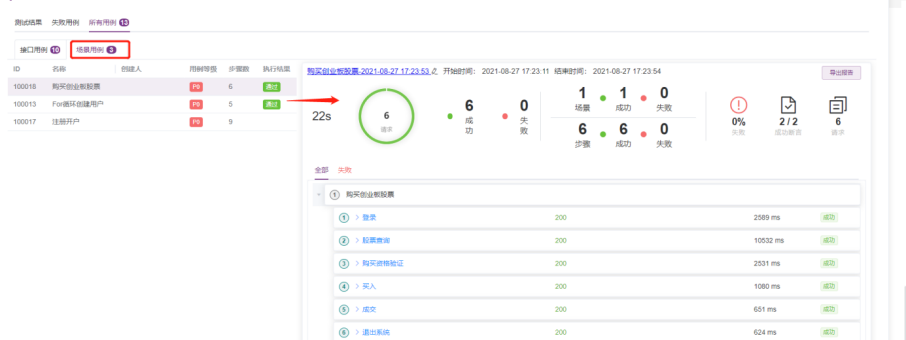 测试结果 失败用例 所有用例 13
接口用例 10 场景用例 3
ID 名称 创建人 用例等级 步骤数 执行结果
100018 购买创业板股票 P9 6 通过
100013 For循环创建用户 P9 5 通过
100017 注册开户 P9 9
购买创业板股票-2021-08-27 17:23:53 开始时间: 2021-08-27 17:23:11 结束时间: 2021-08-27 17:23:54 导出报告
22s
6
请求
6
成功
0
失败
1 1 0
场景 成功 失败
6 6 0
步骤 成功 失败
0%
失败
2 / 2
成功断言
6
请求
全部 失败
1 购买创业板股票
1 > 登录 200 2589 ms 成功
2 > 股票查询 200 10532 ms 成功
3 > 购买资格验证 200 2531 ms 成功
4 > 买入 200 1080 ms 成功
5 > 成交 200 651 ms 成功
6 > 退出系统 200 624 ms 成功